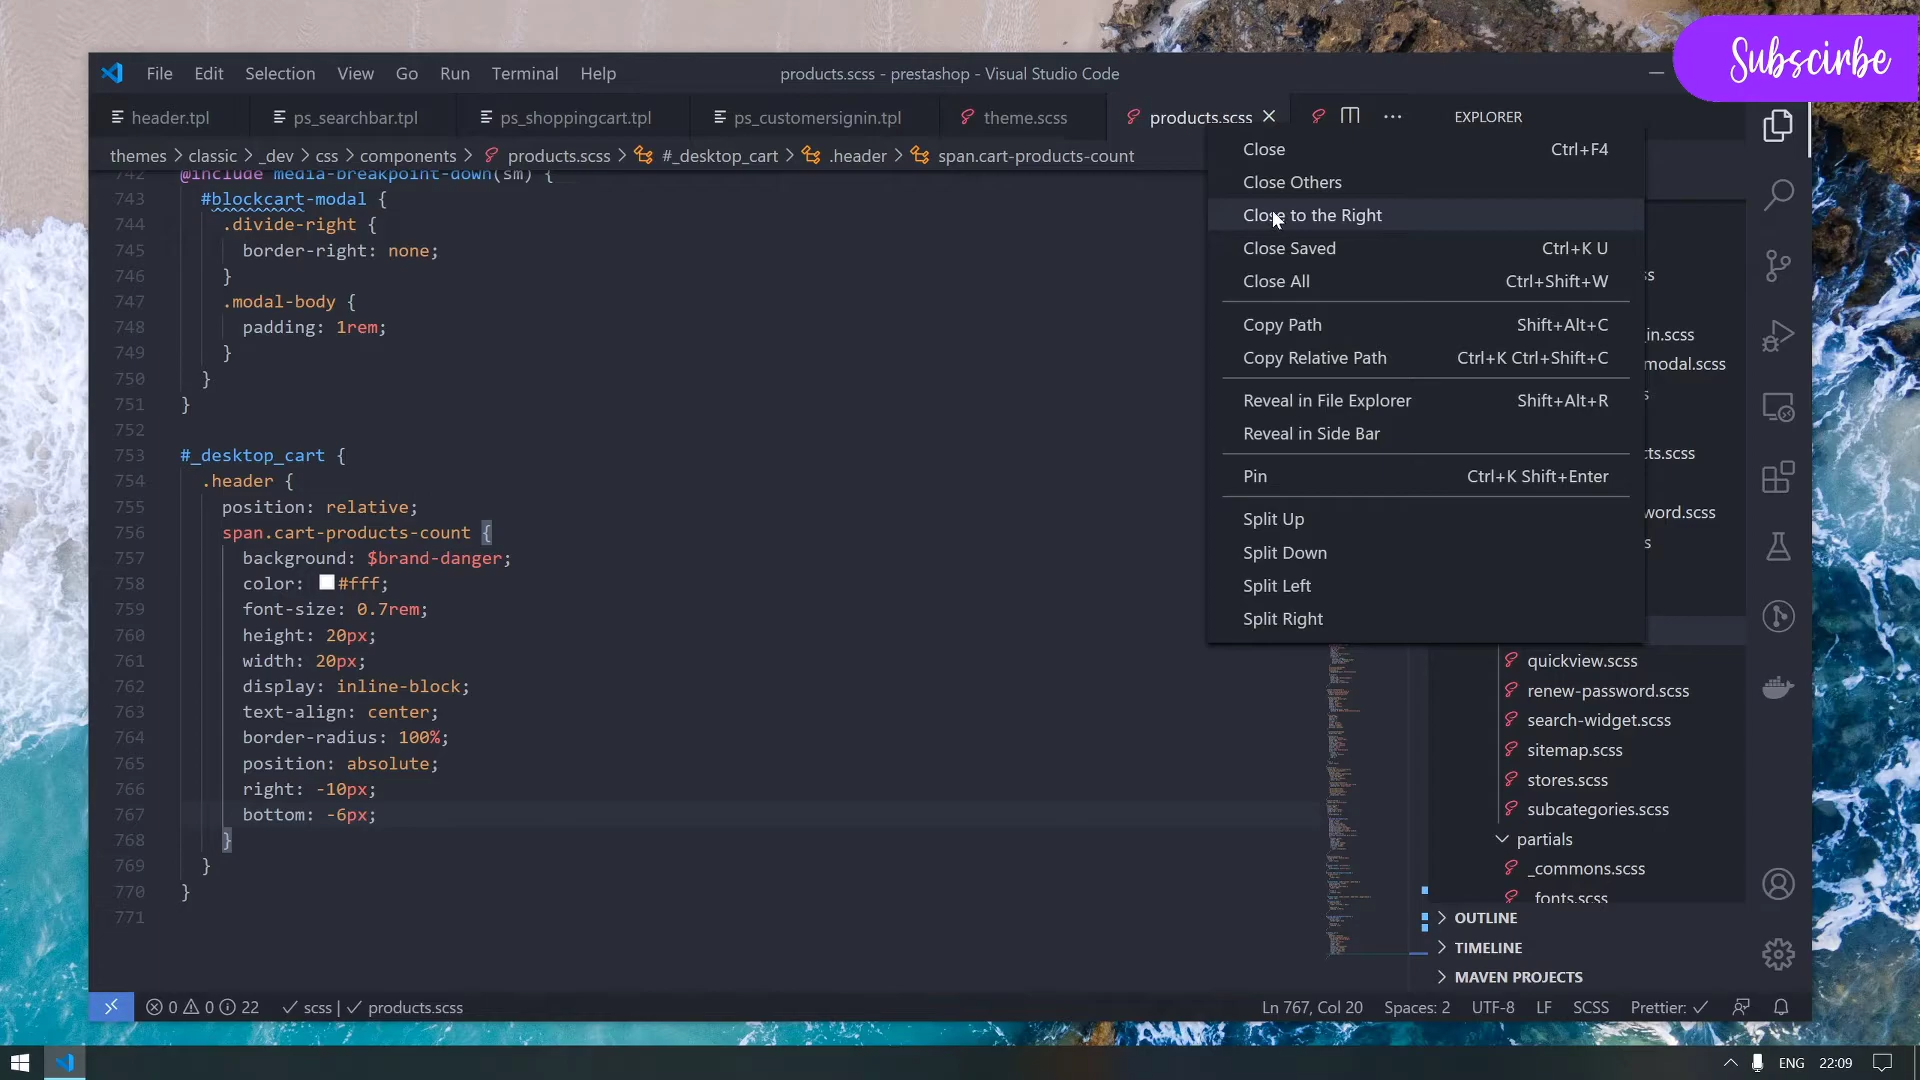 Subscirbe
File Edit Selection View Go Run Terminal Help
products.scss - prestashop - Visual Studio Code
header.tpl ps_searchbar.tpl ps_shoppingcart.tpl ps_customersignin.tpl theme.scss products.scss
EXPLORER
themes > classic > _dev > css > components > products.scss > #_desktop_cart > .header > span.cart-products-count
742 @include media-breakpoint-down(sm) {
743 #blockcart-modal {
744 .divide-right {
745 border-right: none;
746 }
747 .modal-body {
748 padding: 1rem;
749 }
750 }
751 }
752
753 #_desktop_cart {
754 .header {
755 position: relative;
756 span.cart-products-count {
757 background: $brand-danger;
758 color: #fff;
759 font-size: 0.7rem;
760 height: 20px;
761 width: 20px;
762 display: inline-block;
763 text-align: center;
764 border-radius: 100%;
765 position: absolute;
766 right: -10px;
767 bottom: -6px;
768 }
769 }
770 }
771
Close Ctrl+F4
Close Others
Close to the Right
Close Saved Ctrl+K U
Close All Ctrl+Shift+W
Copy Path Shift+Alt+C
Copy Relative Path Ctrl+K Ctrl+Shift+C
Reveal in File Explorer Shift+Alt+R
Reveal in Side Bar
Pin Ctrl+K Shift+Enter
Split Up
Split Down
Split Left
Split Right
in.scss
modal.scss
cts.scss
word.scss
quickview.scss
renew-password.scss
search-widget.scss
sitemap.scss
stores.scss
subcategories.scss
partials
_commons.scss
_fonts.scss
OUTLINE
TIMELINE
MAVEN PROJECTS
0 0 22 scss | products.scss
Ln 767, Col 20 Spaces: 2 UTF-8 LF SCSS Prettier:
ENG 22:09